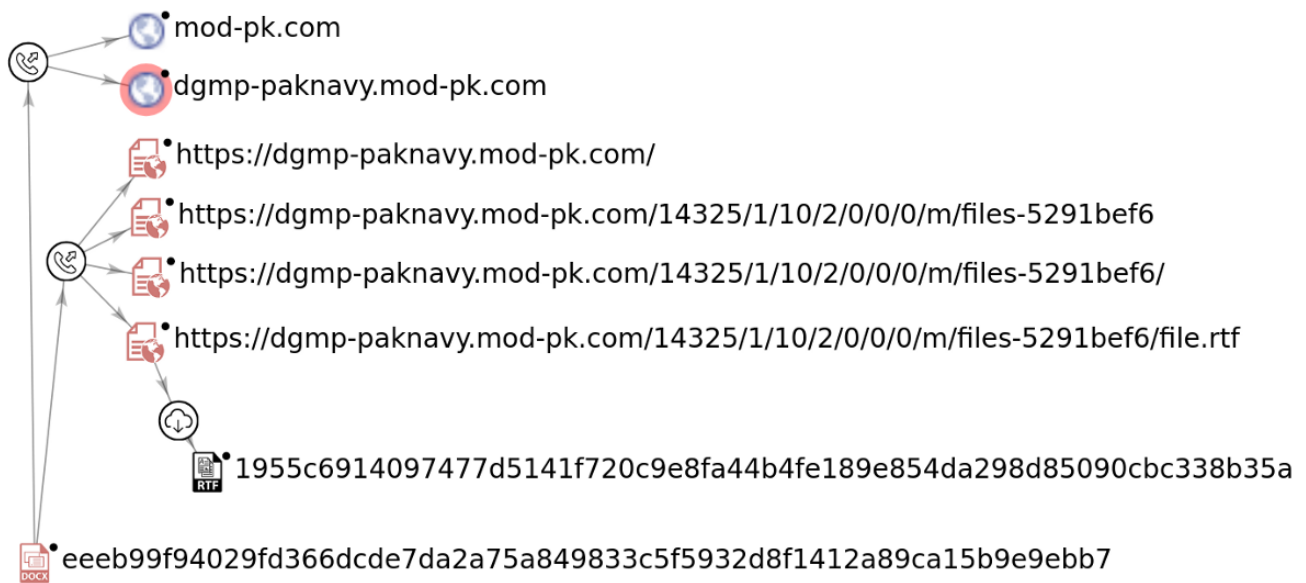 mod-pk.com
dgmp-paknavy.mod-pk.com
https://dgmp-paknavy.mod-pk.com/
https://dgmp-paknavy.mod-pk.com/14325/1/10/2/0/0/0/m/files-5291bef6
https://dgmp-paknavy.mod-pk.com/14325/1/10/2/0/0/0/m/files-5291bef6/
https://dgmp-paknavy.mod-pk.com/14325/1/10/2/0/0/0/m/files-5291bef6/file.rtf
RTF 1955c6914097477d5141f720c9e8fa44b4fe189e854da298d85090cbc338b35a
DOCX eeeb99f94029fd366dcde7da2a75a849833c5f5932d8f1412a89ca15b9e9ebb7